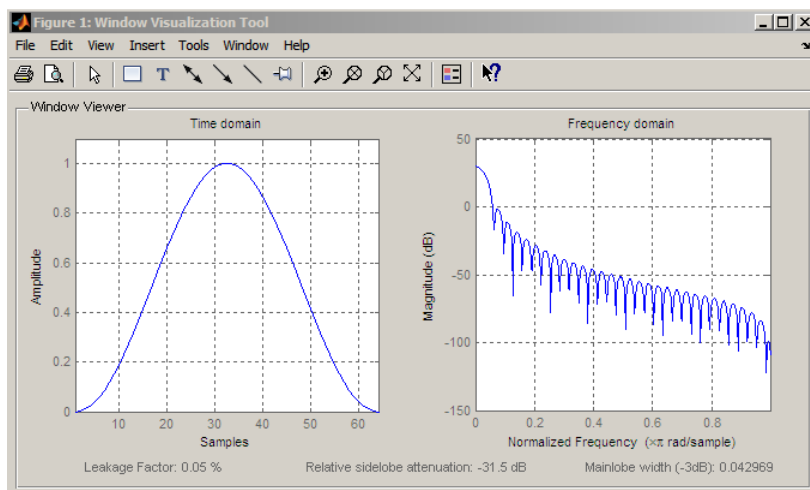 Figure 1: Window Visualization Tool
File Edit View Insert Tools Window Help
T
Window Viewer
Time domain
1
0.8
0.6
0.4
0.2
0
10 20 30 40 50 60
Amplitude
Samples
Frequency domain
50
0
-50
-100
-150
0 0.2 0.4 0.6 0.8
Magnitude (dB)
Normalized Frequency (×π rad/sample)
Leakage Factor: 0.05 %
Relative sidelobe attenuation: -31.5 dB
Mainlobe width (-3dB): 0.042969